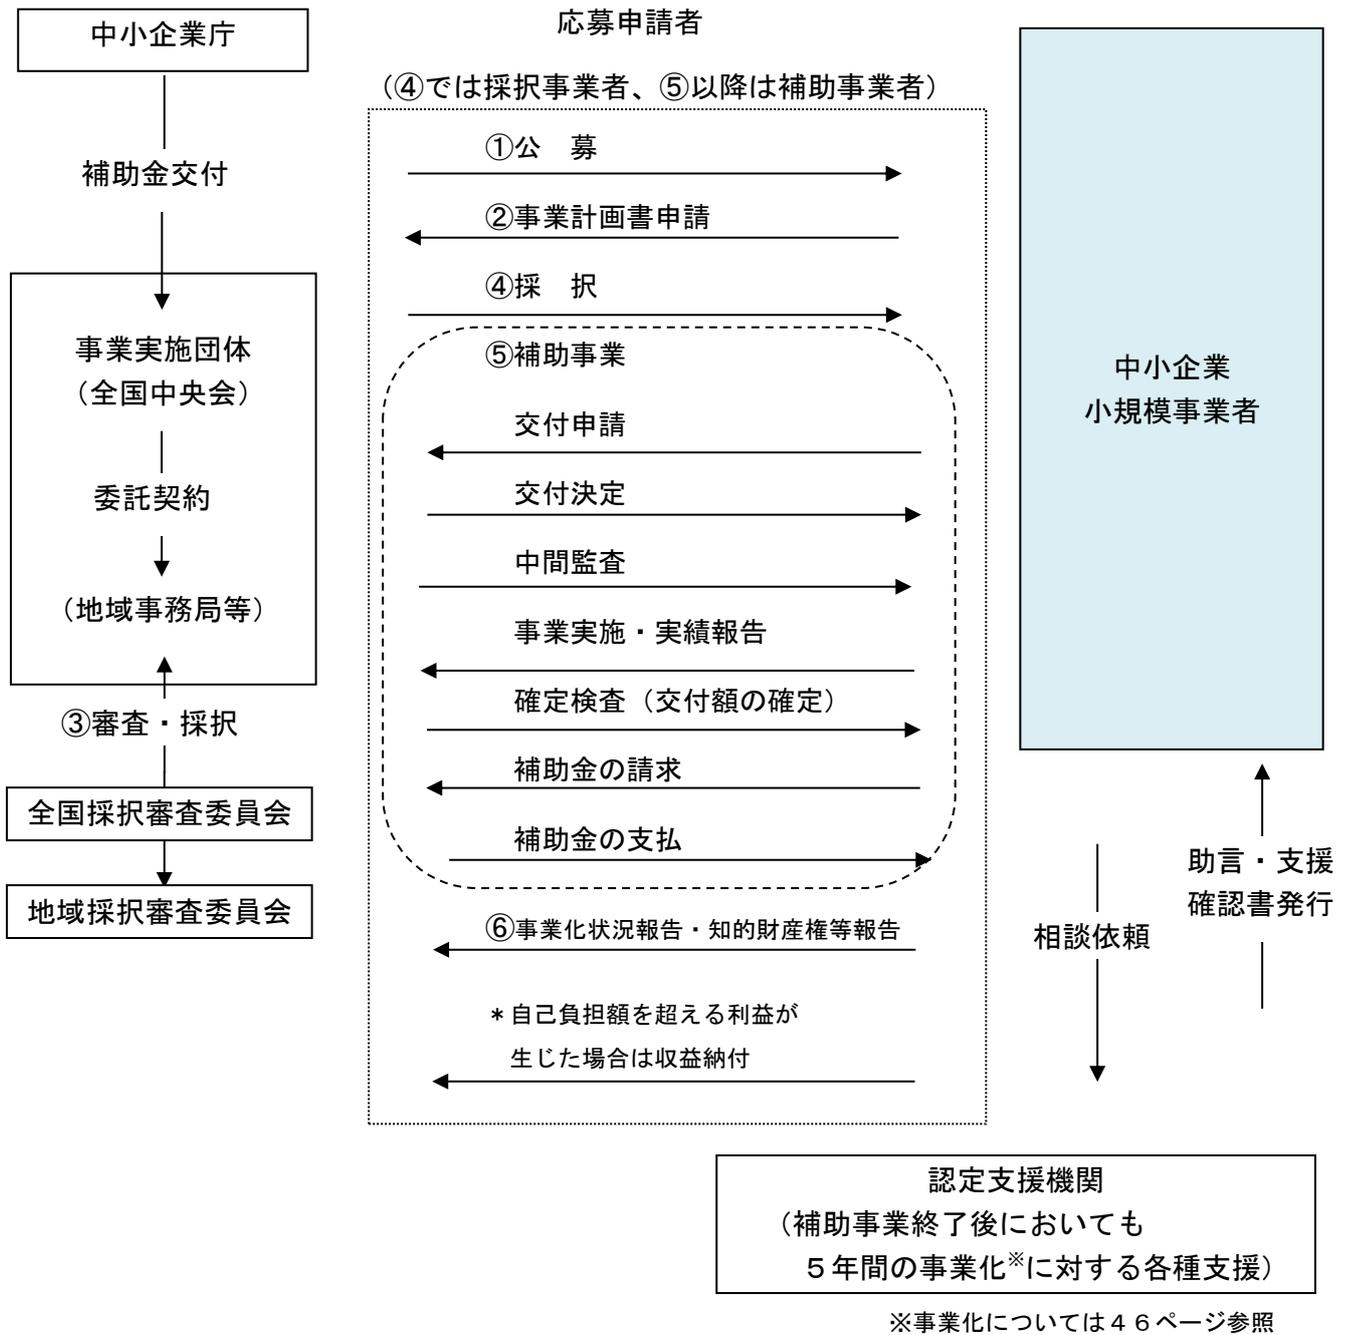 中小企業庁
補助金交付
事業実施団体
（全国中央会）
委託契約
（地域事務局等）
③審査・採択
全国採択審査委員会
地域採択審査委員会
応募申請者
（④では採択事業者、⑤以降は補助事業者）
①公　募
②事業計画書申請
④採　択
⑤補助事業
交付申請
交付決定
中間監査
事業実施・実績報告
確定検査（交付額の確定）
補助金の請求
補助金の支払
⑥事業化状況報告・知的財産権等報告
＊自己負担額を超える利益が
生じた場合は収益納付
中小企業
小規模事業者
相談依頼
助言・支援
確認書発行
認定支援機関
（補助事業終了後においても
５年間の事業化※に対する各種支援）
※事業化については４６ページ参照